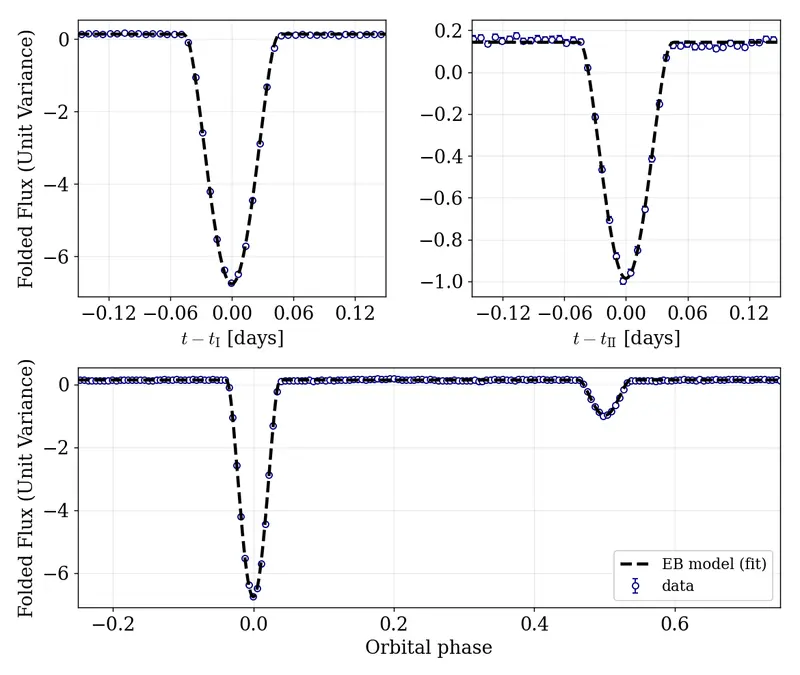 Folded Flux (Unit Variance)
0
−2
−4
−6
−0.12 −0.06 0.00 0.06 0.12
t − t_I [days]
0.2
0.0
−0.2
−0.4
−0.6
−0.8
−1.0
−0.12 −0.06 0.00 0.06 0.12
t − t_II [days]
Folded Flux (Unit Variance)
0
−2
−4
−6
−0.2 0.0 0.2 0.4 0.6
Orbital phase
EB model (fit)
data